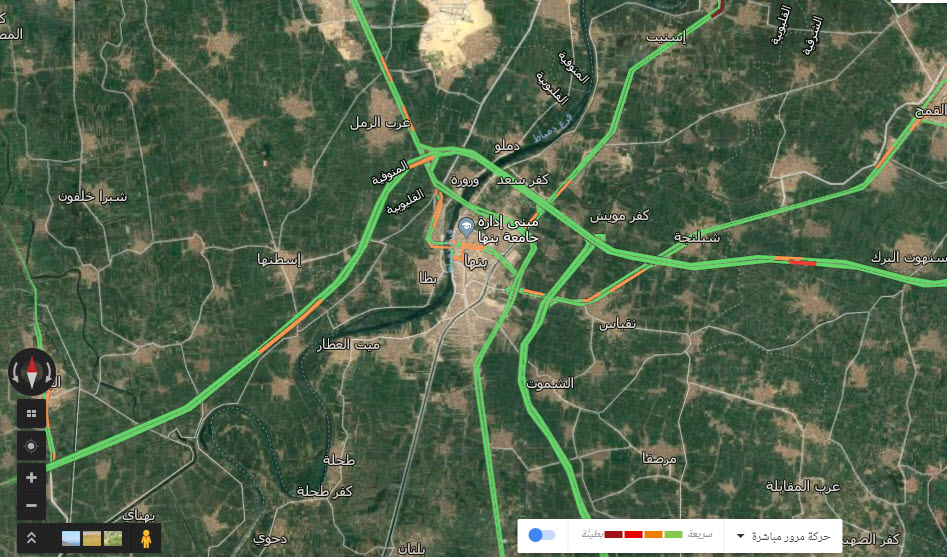 إسنيت
القليوبية
الشرقية
المنوفية
القليوبية
فرع دمياط
القمح
عرب الرمل
دملو
المنوفية
القليوبية
ورورة
كفر سعد
شبرا خلفون
كفر مويس
مبنى إدارة
جامعة بنها
شبلنجة
إسطنها
بنها
سنهوت البرك
بطا
نقباس
ميت العطار
الشموت
طحلة
مرصفا
كفر طحلة
عرب المقابلة
بهناي
دجوي
بلتان
كفر الصهبي
حركة مرور مباشرة
سريعة
بطيئة